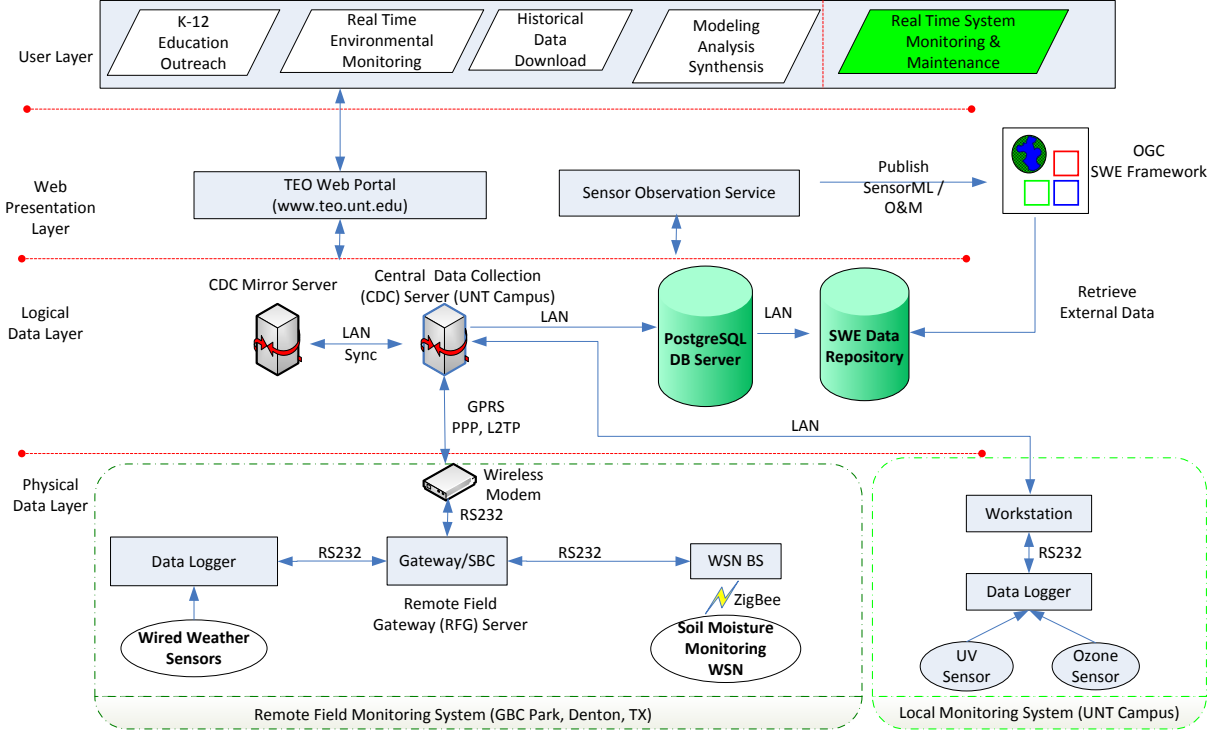 User Layer
K-12
Education
Outreach
Real Time
Environmental
Monitoring
Historical
Data
Download
Modeling
Analysis
Synthensis
Real Time System
Monitoring &
Maintenance
Web
Presentation
Layer
TEO Web Portal
(www.teo.unt.edu)
Sensor Observation Service
Publish
SensorML /
O&M
OGC
SWE Framework
Logical
Data Layer
CDC Mirror Server
Central Data Collection
(CDC) Server (UNT Campus)
LAN
Sync
LAN
PostgreSQL
DB Server
LAN
SWE Data
Repository
Retrieve
External Data
GPRS
PPP, L2TP
LAN
Physical
Data Layer
Wireless
Modem
RS232
Data Logger
RS232
Gateway/SBC
RS232
WSN BS
Remote Field
Gateway (RFG) Server
ZigBee
Wired Weather
Sensors
Soil Moisture
Monitoring
WSN
Workstation
RS232
Data Logger
UV
Sensor
Ozone
Sensor
Remote Field Monitoring System (GBC Park, Denton, TX)
Local Monitoring System (UNT Campus)